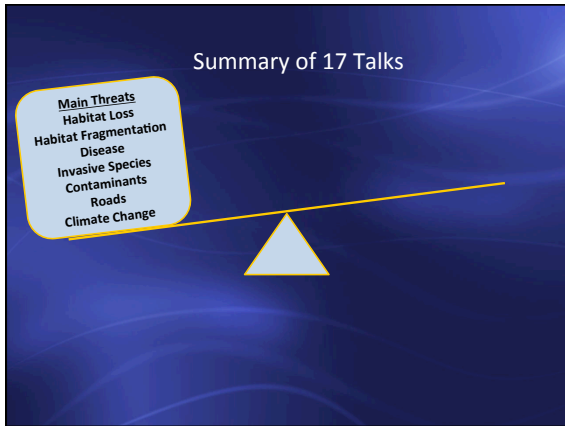 Summary of 17 Talks
Main Threats
Habitat Loss
Habitat Fragmentation
Disease
Invasive Species
Contaminants
Roads
Climate Change